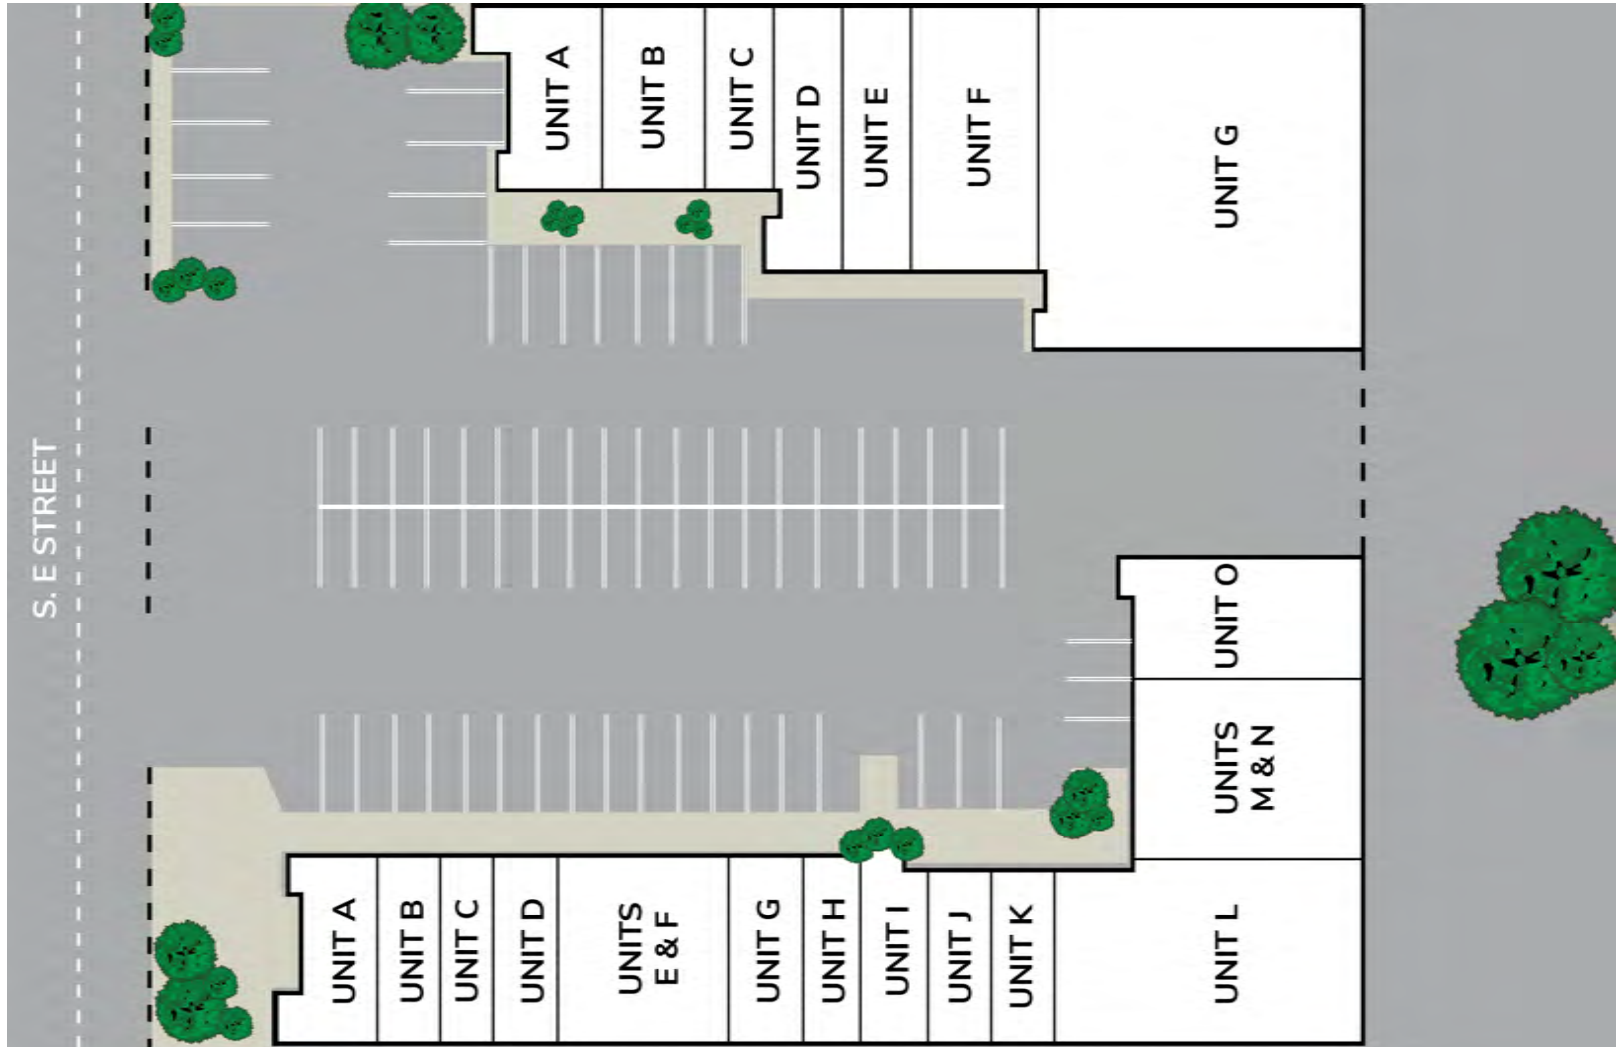 UNIT A
UNIT B
UNIT C
UNIT D
UNIT E
UNIT F
UNIT G
S. E STREET
UNIT O
UNITS
M & N
UNIT A
UNIT B
UNIT C
UNIT D
UNITS
E & F
UNIT G
UNIT H
UNIT I
UNIT J
UNIT K
UNIT L